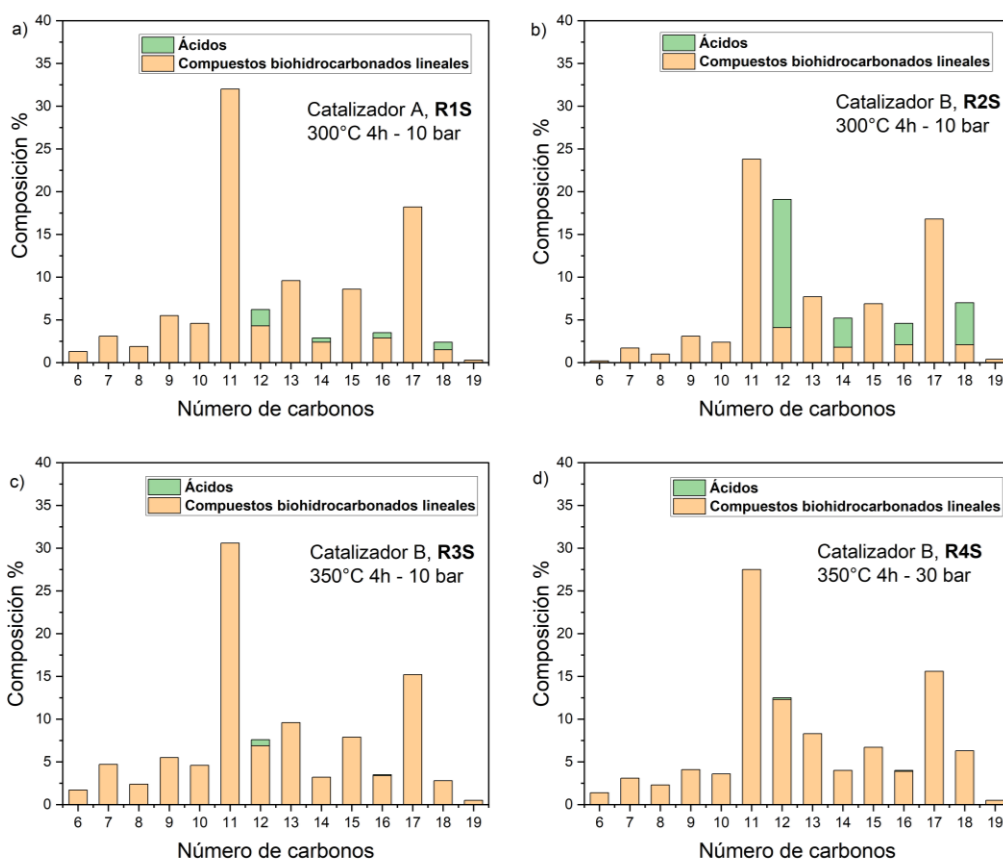 a)
40
35
30
25
20
15
10
5
0
Composición %
Ácidos
Compuestos biohidrocarbonados lineales
Catalizador A, R1S
300°C 4h - 10 bar
6 7 8 9 10 11 12 13 14 15 16 17 18 19
Número de carbonos
b)
40
35
30
25
20
15
10
5
0
Composición %
Ácidos
Compuestos biohidrocarbonados lineales
Catalizador B, R2S
300°C 4h - 10 bar
6 7 8 9 10 11 12 13 14 15 16 17 18 19
Número de carbonos
c)
40
35
30
25
20
15
10
5
0
Composición %
Ácidos
Compuestos biohidrocarbonados lineales
Catalizador B, R3S
350°C 4h - 10 bar
6 7 8 9 10 11 12 13 14 15 16 17 18 19
Número de carbonos
d)
40
35
30
25
20
15
10
5
0
Composición %
Ácidos
Compuestos biohidrocarbonados lineales
Catalizador B, R4S
350°C 4h - 30 bar
6 7 8 9 10 11 12 13 14 15 16 17 18 19
Número de carbonos